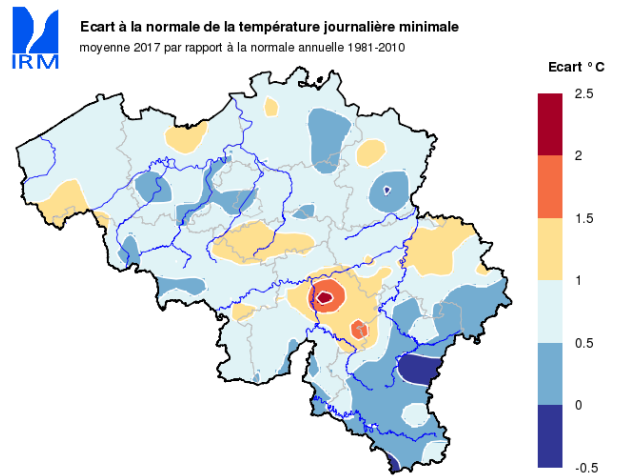 Ecart à la normale de la température journalière minimale
moyenne 2017 par rapport à la normale annuelle 1981-2010
IRM
Ecart °C
2.5
2
1.5
1
0.5
0
-0.5